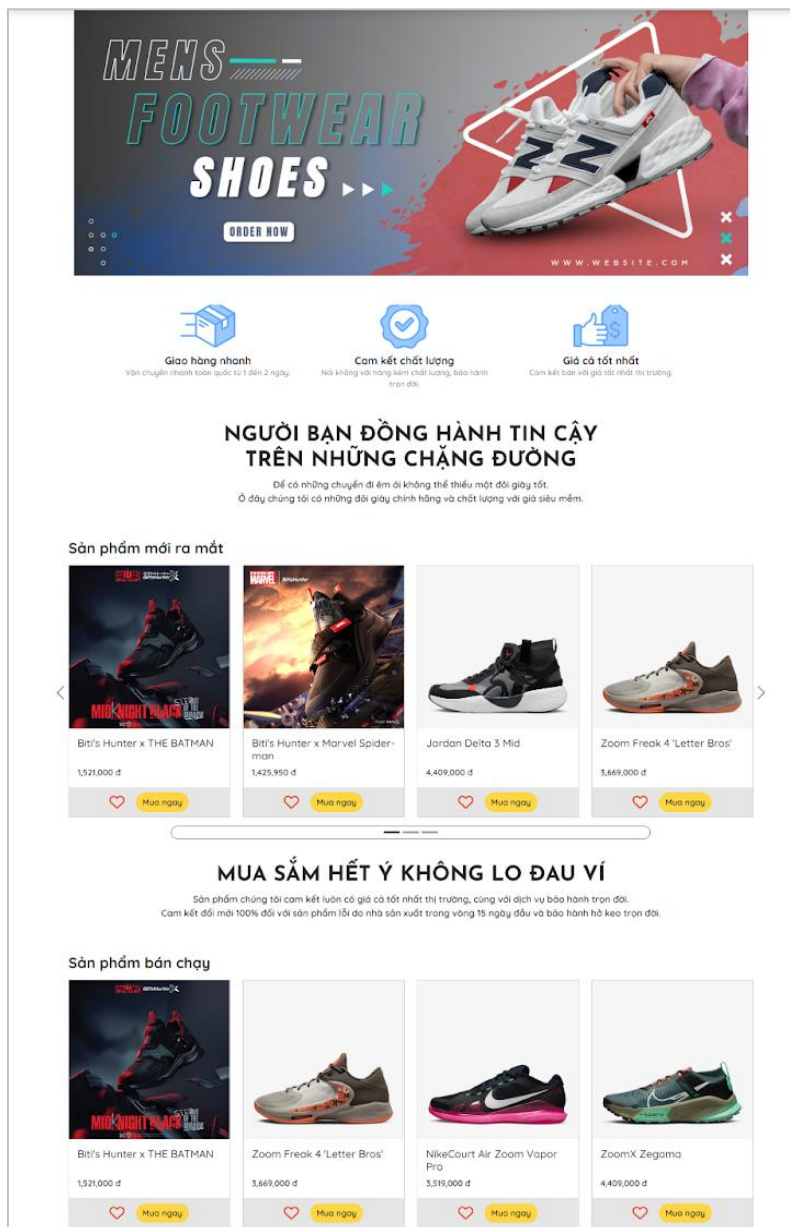 MENS
FOOTWEAR
SHOES
ORDER NOW
WWW.WEBSITE.COM
Giao hàng nhanh
Vận chuyển nhanh toàn quốc từ 1 đến 2 ngày.
Cam kết chất lượng
Nói không với hàng kém chất lượng, bảo hành
trọn đời.
Giá cả tốt nhất
Cam kết bán với giá tốt nhất thị trường.
NGƯỜI BẠN ĐỒNG HÀNH TIN CẬY
TRÊN NHỮNG CHẶNG ĐƯỜNG
Để có những chuyến đi êm ái không thể thiếu một đôi giày tốt.
Ở đây chúng tôi có những đôi giày chính hãng và chất lượng với giá siêu mềm.
Sản phẩm mới ra mắt
MIDKNIGHT BLACK
Biti's Hunter x THE BATMAN
1,521,000 đ
Mua ngay
MARVEL
Biti's Hunter x Marvel Spider-
man
1,425,950 đ
Mua ngay
Jordan Delta 3 Mid
4,409,000 đ
Mua ngay
Zoom Freak 4 'Letter Bros'
3,669,000 đ
Mua ngay
MUA SẮM HẾT Ý KHÔNG LO ĐAU VÍ
Sản phẩm chúng tôi cam kết luôn có giá cả tốt nhất thị trường, cùng với dịch vụ bảo hành trọn đời.
Cam kết đổi mới 100% đối với sản phẩm lỗi do nhà sản xuất trong vòng 15 ngày đầu và bảo hành hở keo trọn đời.
Sản phẩm bán chạy
MIDKNIGHT BLACK
Biti's Hunter x THE BATMAN
1,521,000 đ
Mua ngay
Zoom Freak 4 'Letter Bros'
3,669,000 đ
Mua ngay
NikeCourt Air Zoom Vapor
Pro
3,519,000 đ
Mua ngay
ZoomX Zegama
4,409,000 đ
Mua ngay